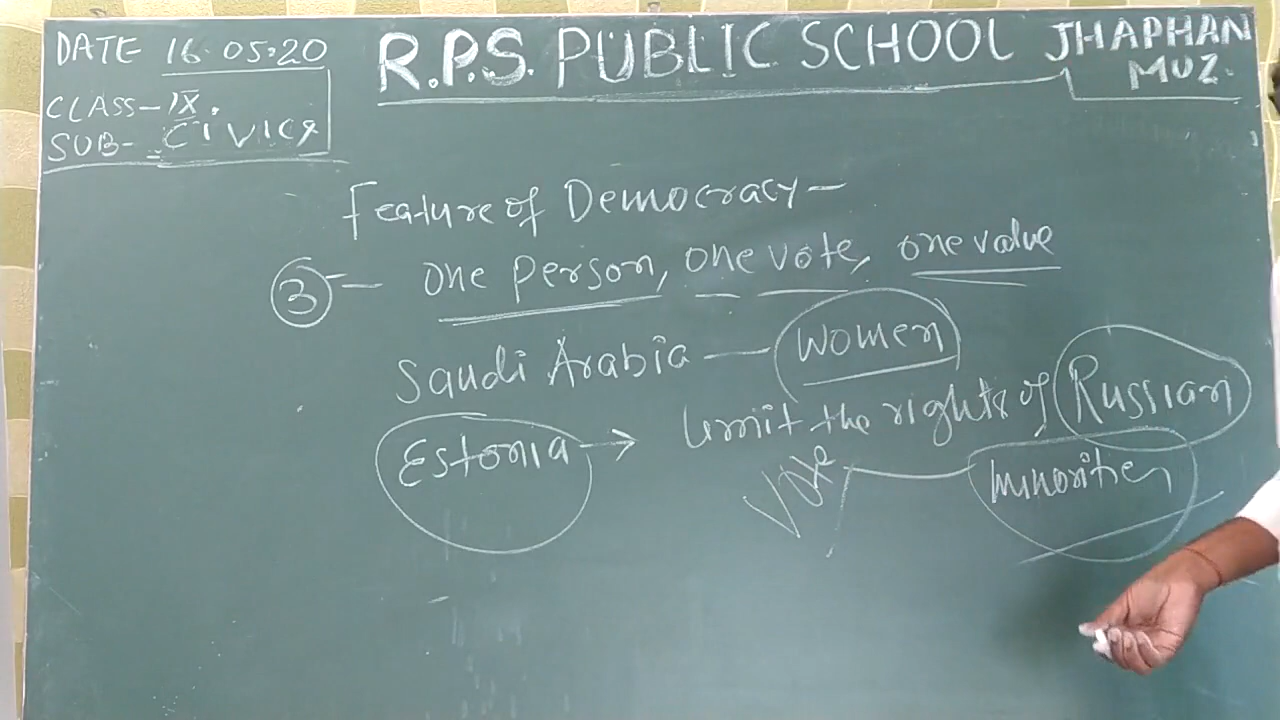 DATE 16.05.20
CLASS - IX.
SUB- CIVICS
R.P.S. PUBLIC SCHOOL JHAPHAN
MUZ.
Feature of Democracy -
3 - one person, one vote, one value
Saudi Arabia - Women
Estonia → limit the rights of Russian
Minorities
Vote